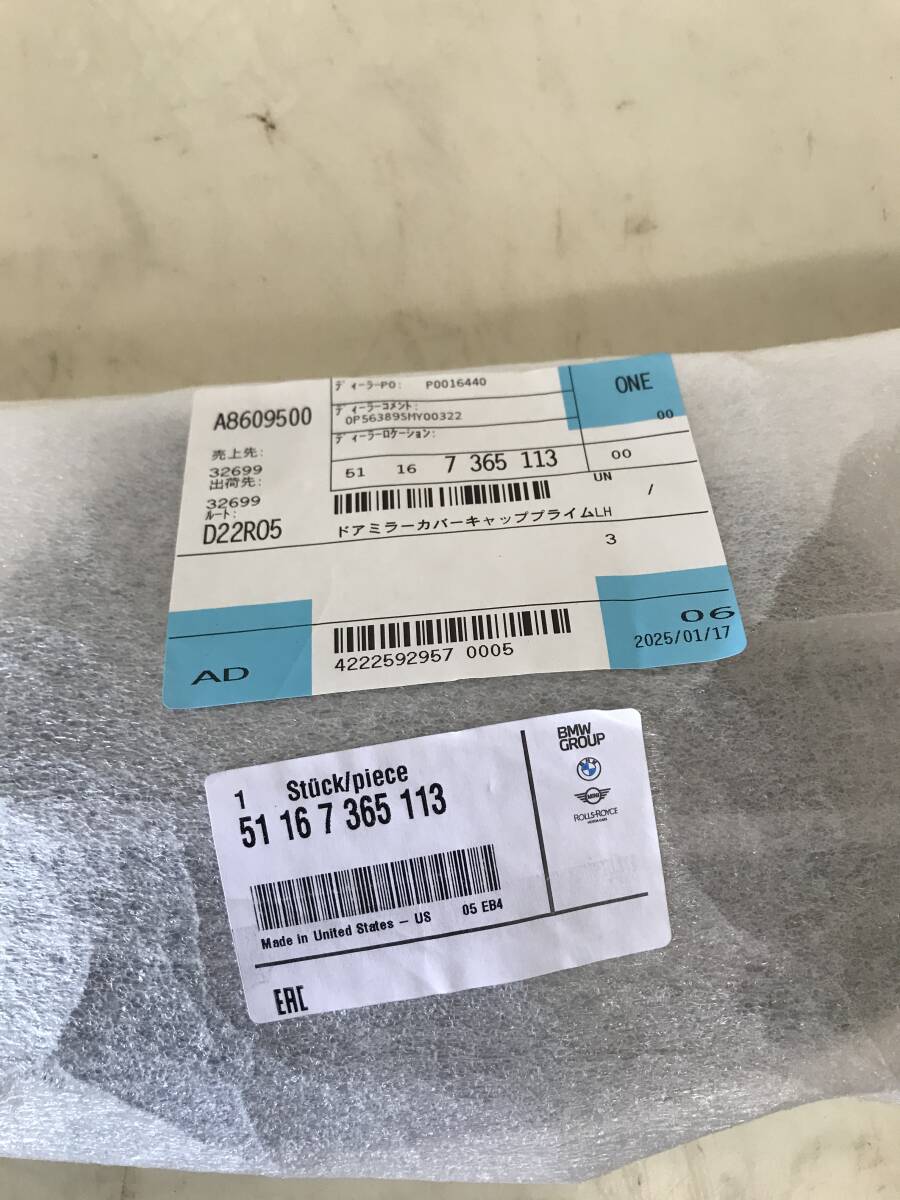 A8609500
売上先:
32699
出荷先:
32699
ルート:
D22R05
ディーラーPO: P0016440
ディーラーコメント:
0P56389SMY00322
ディーラーロケーション:
51 16 7 365 113
ドアミラーカバーキャッププライムLH
ONE
00
00
UN
/
3
AD
4222592957 0005
06
2025/01/17
1 Stück/piece
51 16 7 365 113
Made in United States - US 05 EB4
EAC
BMW
GROUP
BMW
MINI
ROLLS-ROYCE